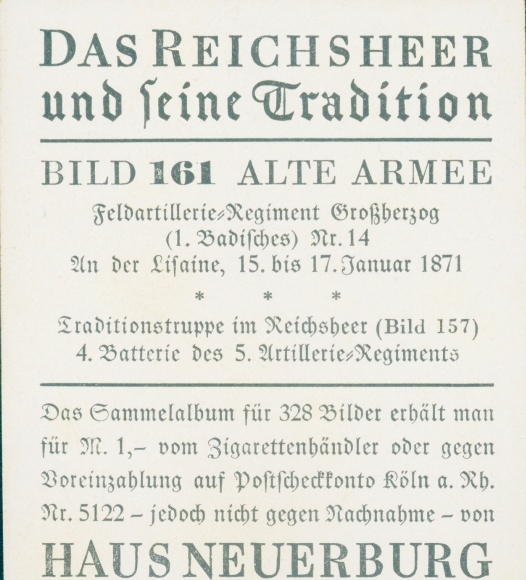 DAS REICHSHEER
und seine Tradition
BILD 161 ALTE ARMEE
Feldartillerie-Regiment Großherzog
(1. Badisches) Nr. 14
An der Lisaine, 15. bis 17. Januar 1871
* * *
Traditionstruppe im Reichsheer (Bild 157)
4. Batterie des 5. Artillerie-Regiments
Das Sammelalbum für 328 Bilder erhält man
für M. 1,– vom Zigarettenhändler oder gegen
Voreinzahlung auf Postscheckkonto Köln a. Rh.
Nr. 5122 – jedoch nicht gegen Nachnahme – von
HAUS NEUERBURG